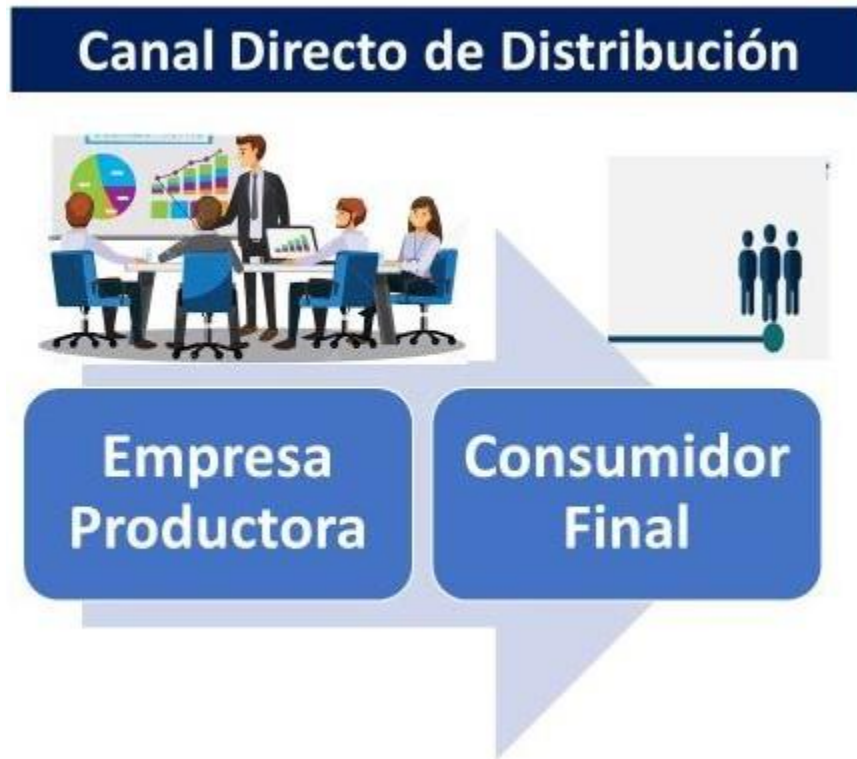 Canal Directo de Distribución
Empresa
Productora
Consumidor
Final